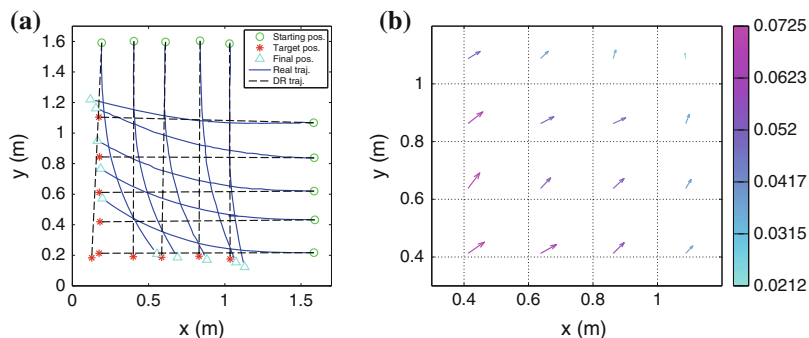 (a)
1.6
1.4
1.2
1
0.8
0.6
0.4
0.2
0
y (m)
0
0.5
1
1.5
x (m)
Starting pos.
Target pos.
Final pos.
Real traj.
DR traj.
(b)
1
0.8
0.6
0.4
y (m)
0.4
0.6
0.8
1
x (m)
0.0725
0.0623
0.052
0.0417
0.0315
0.0212